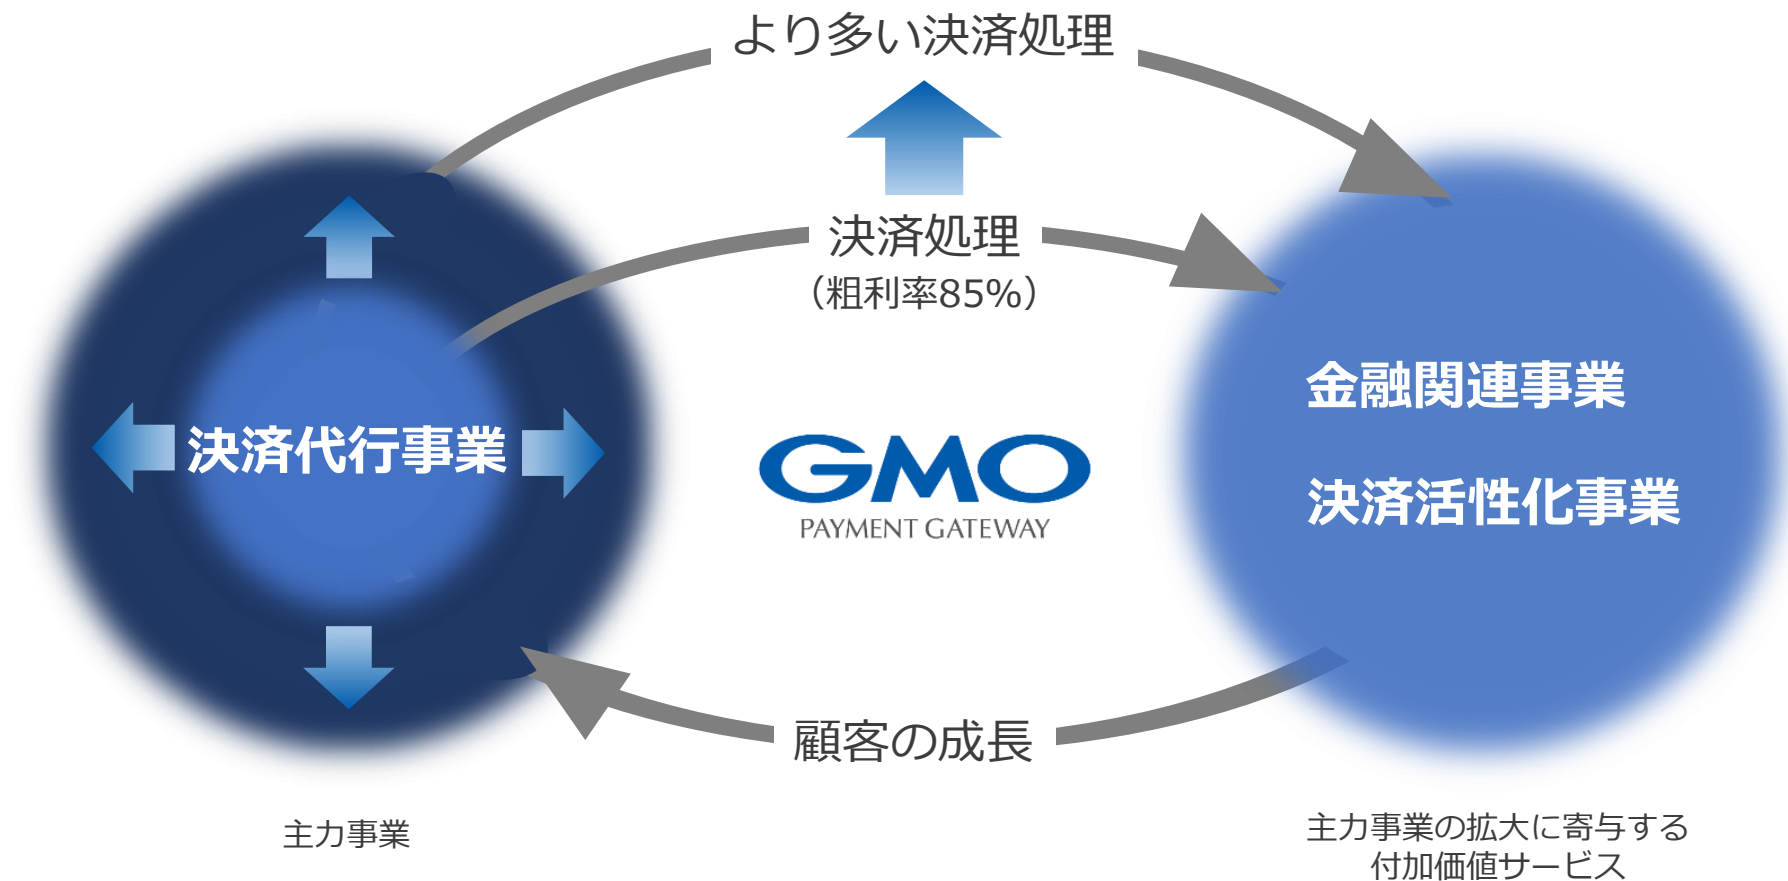 より多い決済処理
決済処理
（粗利率85%）
金融関連事業
決済代行事業
決済活性化事業
GMO
PAYMENT GATEWAY
顧客の成長
主力事業
主力事業の拡大に寄与する
付加価値サービス